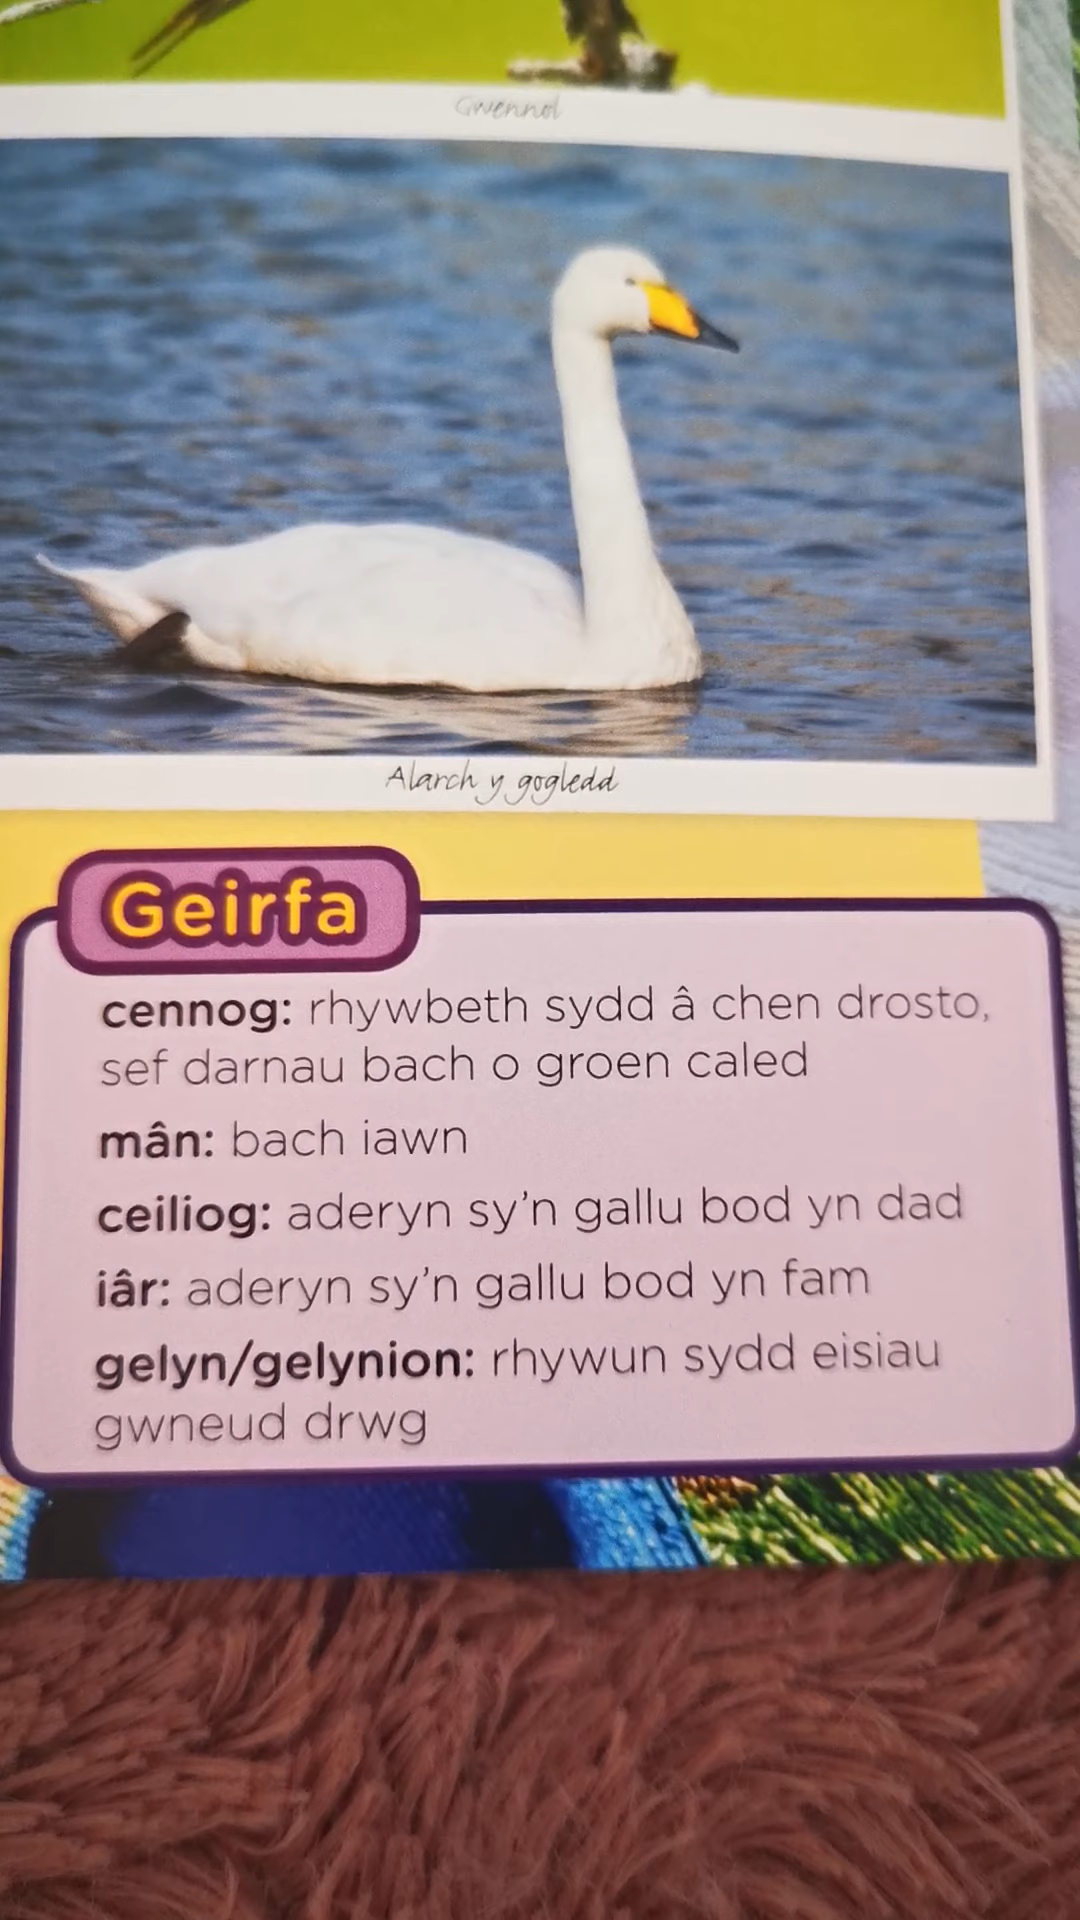 Gwennol
Alarch y gogledd
Geirfa
cennog: rhywbeth sydd â chen drosto,
sef darnau bach o groen caled
mân: bach iawn
ceiliog: aderyn sy'n gallu bod yn dad
iâr: aderyn sy'n gallu bod yn fam
gelyn/gelynion: rhywun sydd eisiau
gwneud drwg